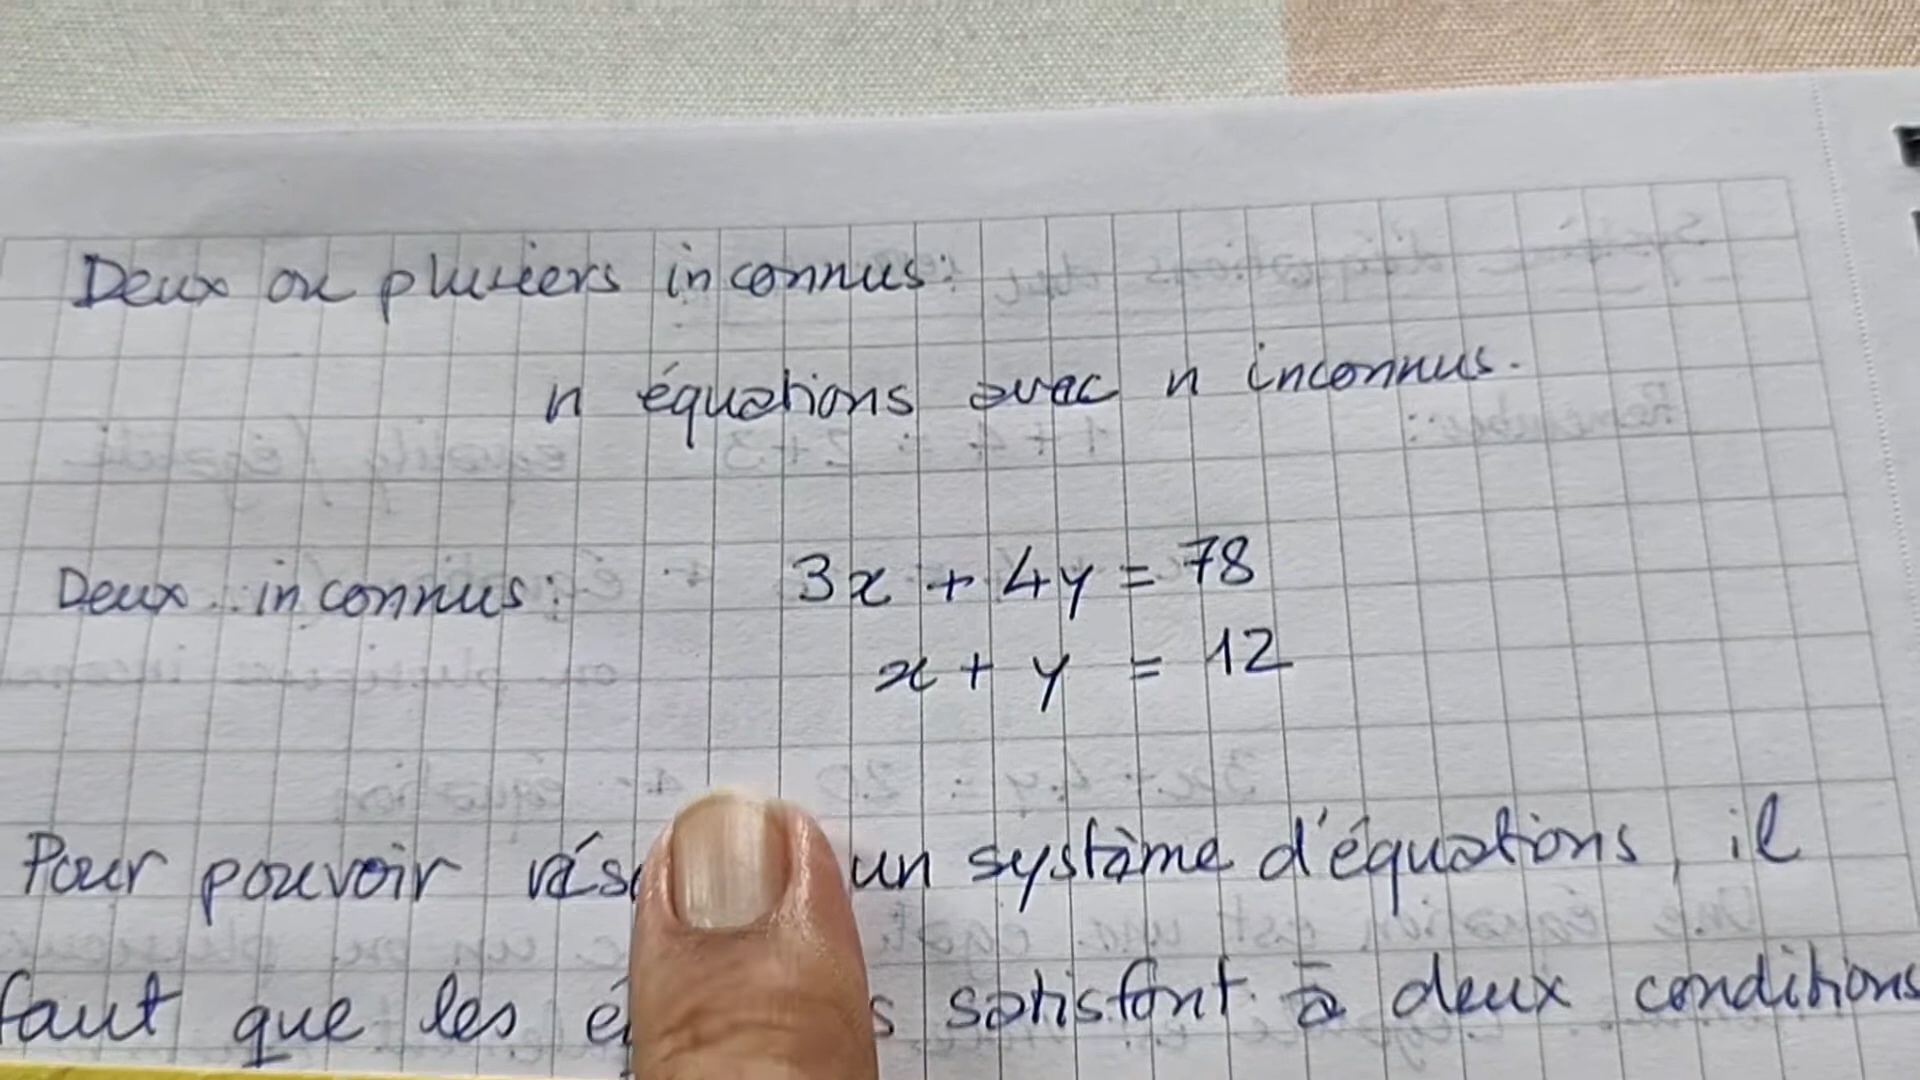 Deux ou plusieurs inconnus:
n équations avec n inconnus.
Deux inconnus: 3x + 4y = 78
x + y = 12
Pour pouvoir un système d'équations, il
faut que les satisfont à deux conditions